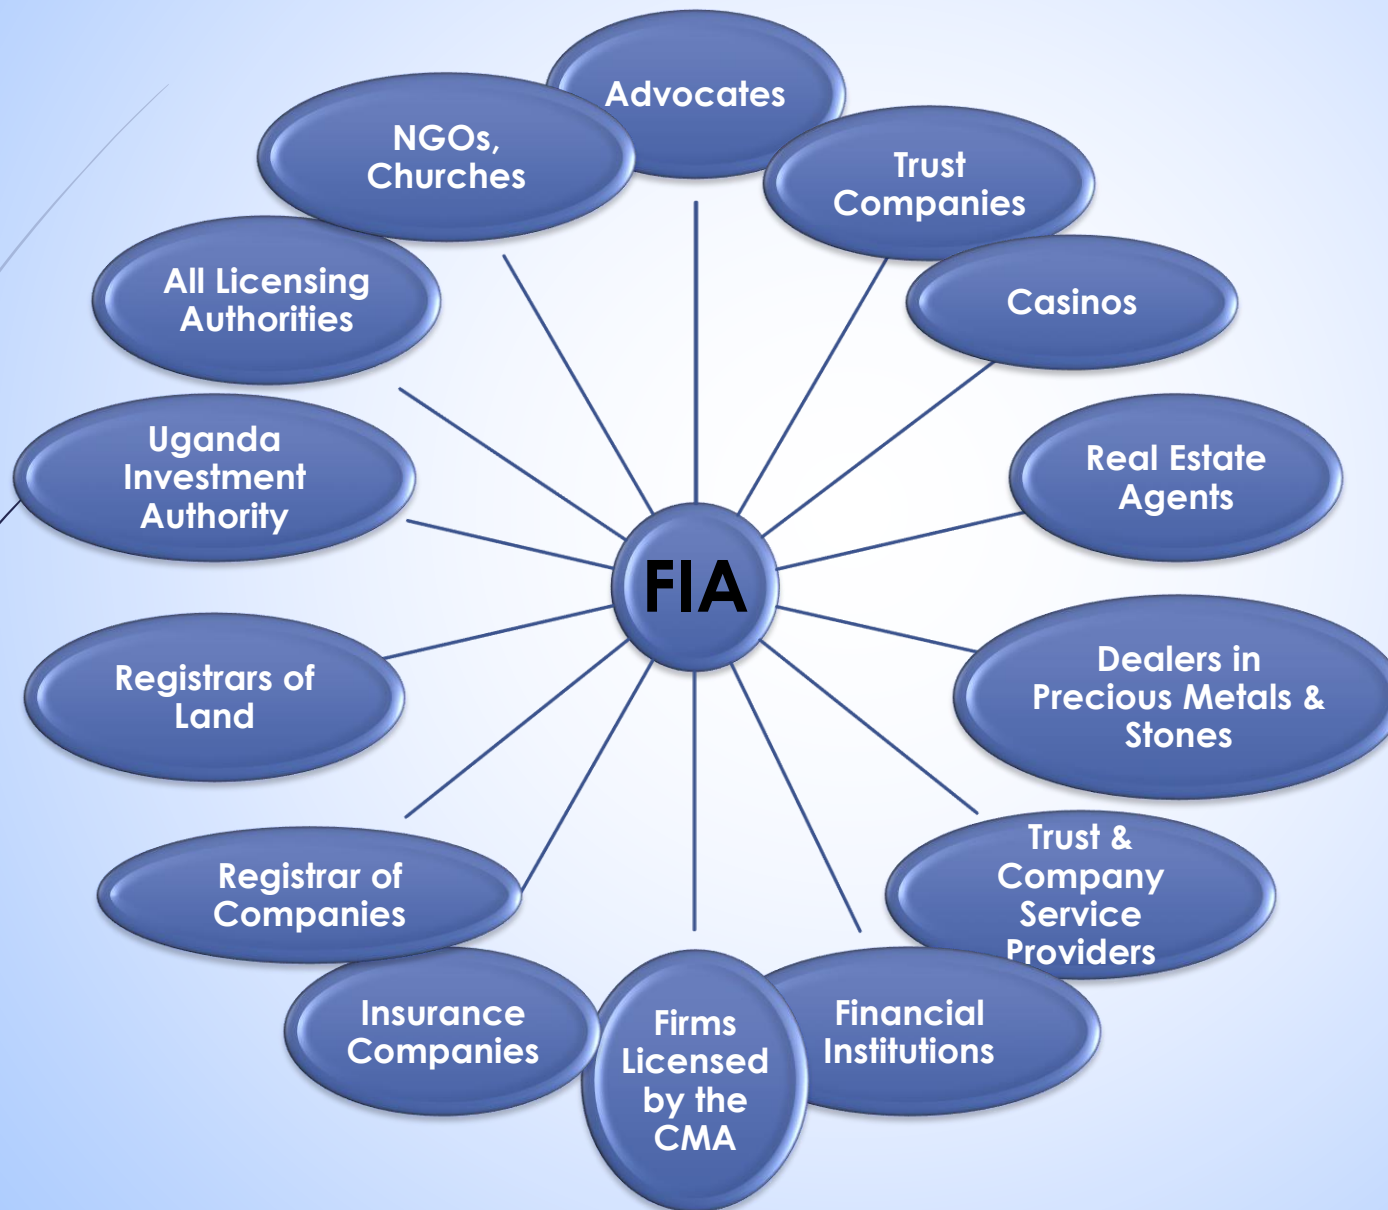 Advocates
NGOs,
Churches
Trust
Companies
All Licensing
Authorities
Casinos
Uganda
Investment
Authority
Real Estate
Agents
FIA
Registrars of
Land
Dealers in
Precious Metals &
Stones
Registrar of
Companies
Trust &
Company
Service
Providers
Insurance
Companies
Firms
Licensed
by the
CMA
Financial
Institutions